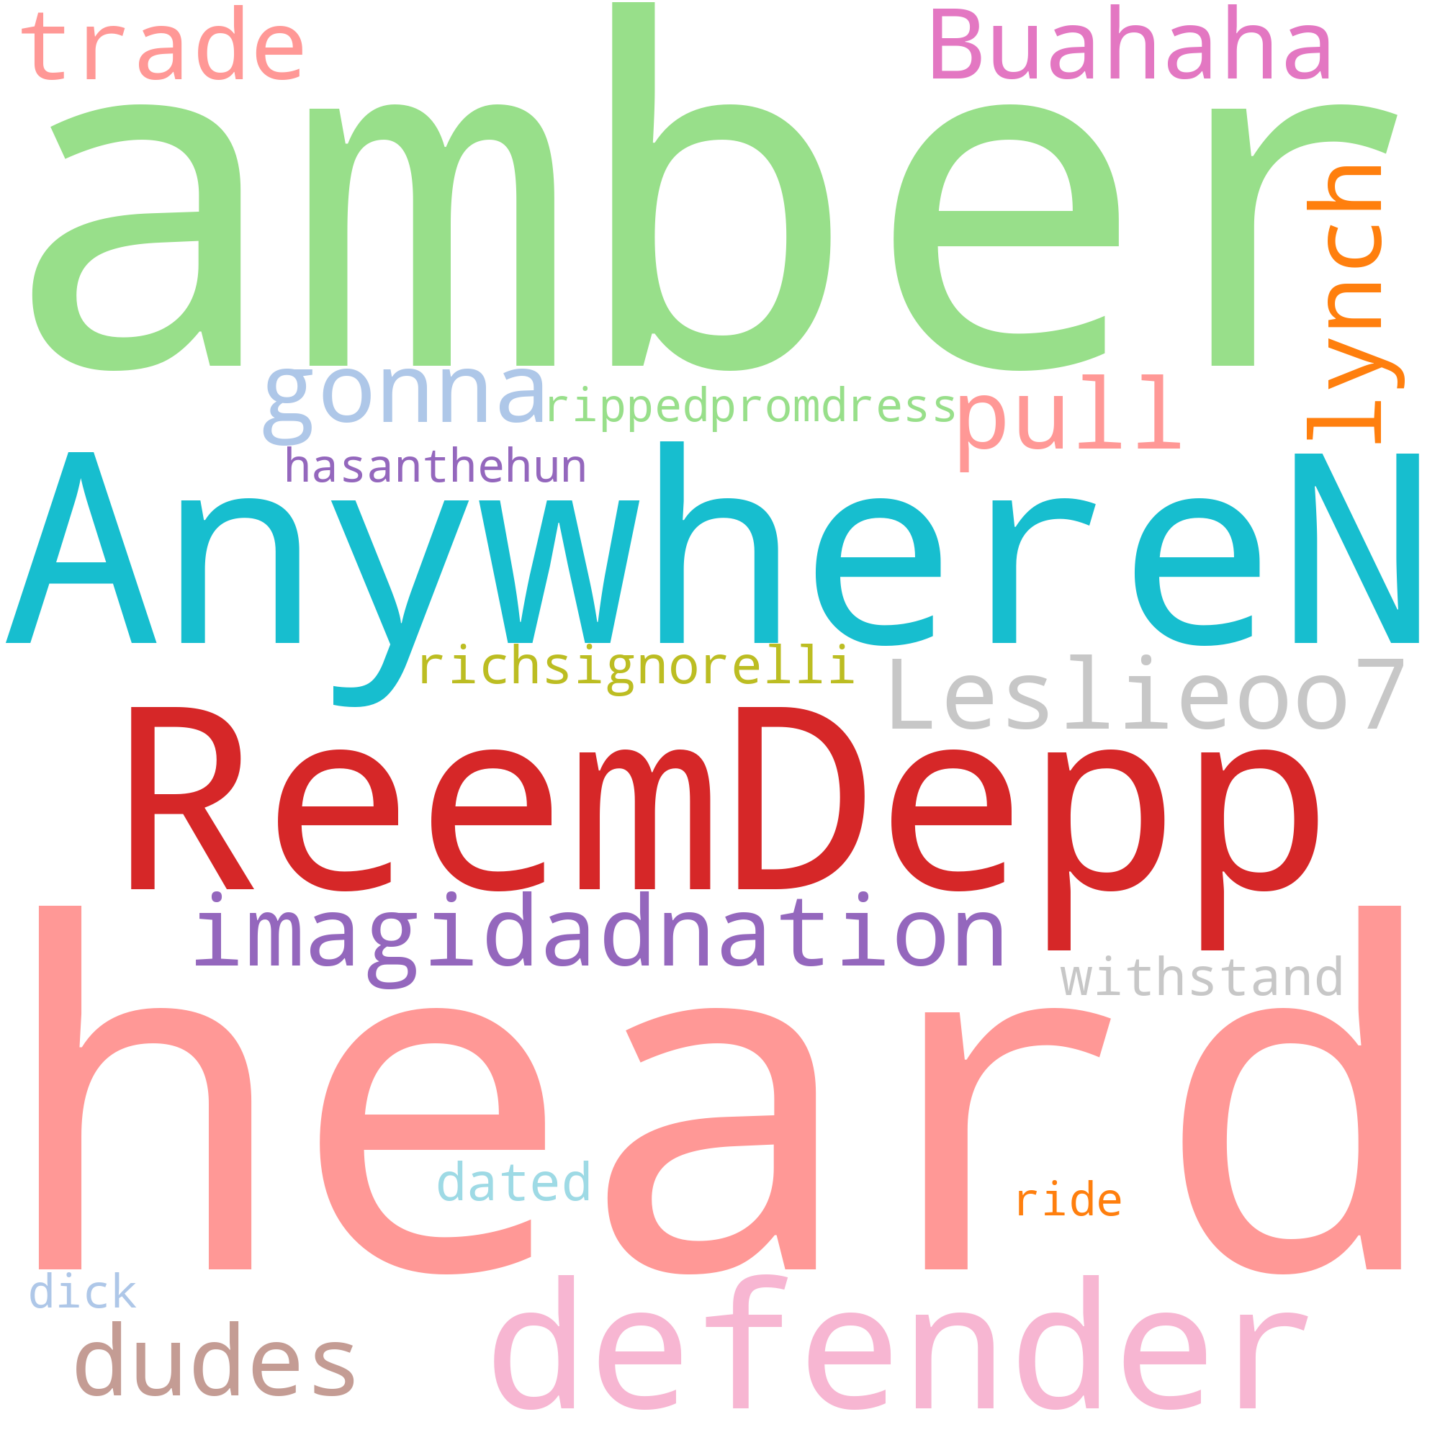 trade
Buahaha
amber
lynch
gonna
rippedpromdress
pull
hasanthehun
AnywhereN
richsignorelli
Leslieoo7
ReemDepp
imagidadnation
withstand
heard
dated
ride
dick
defender
dudes